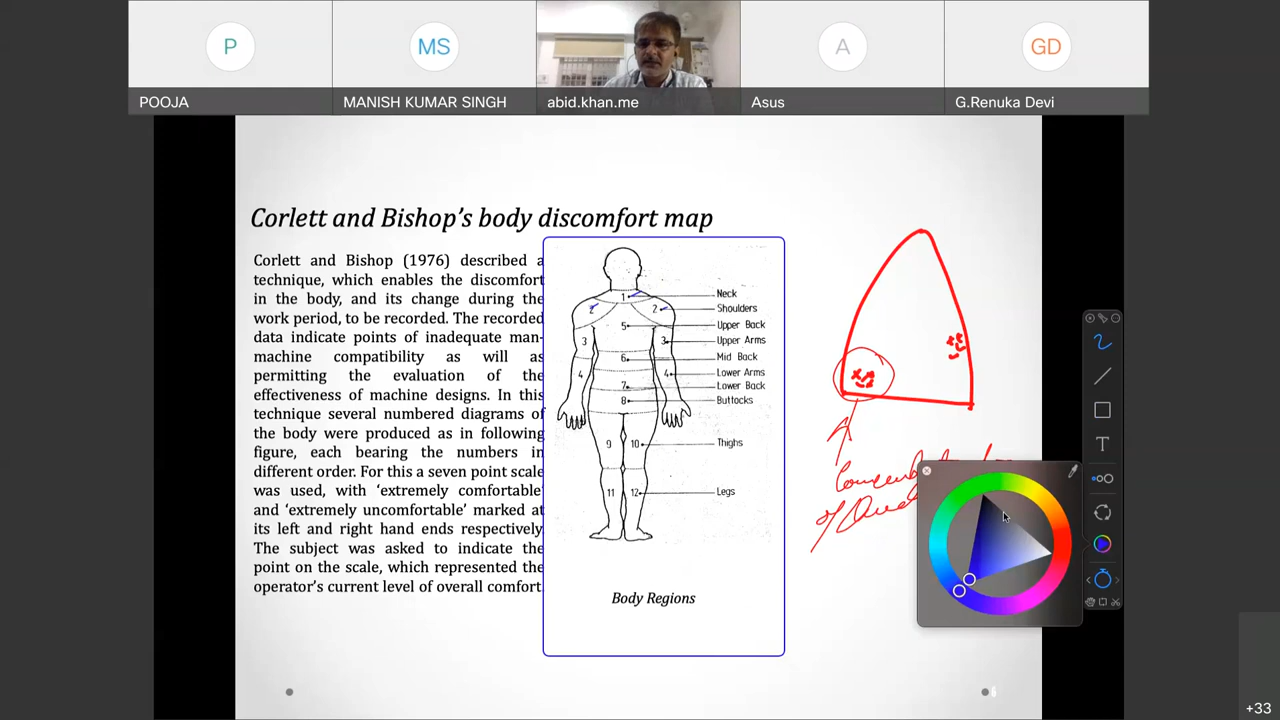 P
MS
A
GD
POOJA
MANISH KUMAR SINGH
abid.khan.me
Asus
G.Renuka Devi
Corlett and Bishop's body discomfort map
Corlett and Bishop (1976) described a
technique, which enables the discomfort
in the body, and its change during the
work period, to be recorded. The recorded
data indicate points of inadequate man-
machine compatibility as will as
permitting the evaluation of the
effectiveness of machine designs. In this
technique several numbered diagrams of
the body were produced as in following
figure, each bearing the numbers in
different order. For this a seven point scale
was used, with 'extremely comfortable'
and 'extremely uncomfortable' marked at
its left and right hand ends respectively
The subject was asked to indicate the
point on the scale, which represented the
operator's current level of overall comfort
1 Neck
2 2 Shoulders
5 Upper Back
3 3 Upper Arms
6 Mid Back
4 4 Lower Arms
7 Lower Back
8 Buttocks
9 10 Thighs
11 12 Legs
Body Regions
of
T
+33